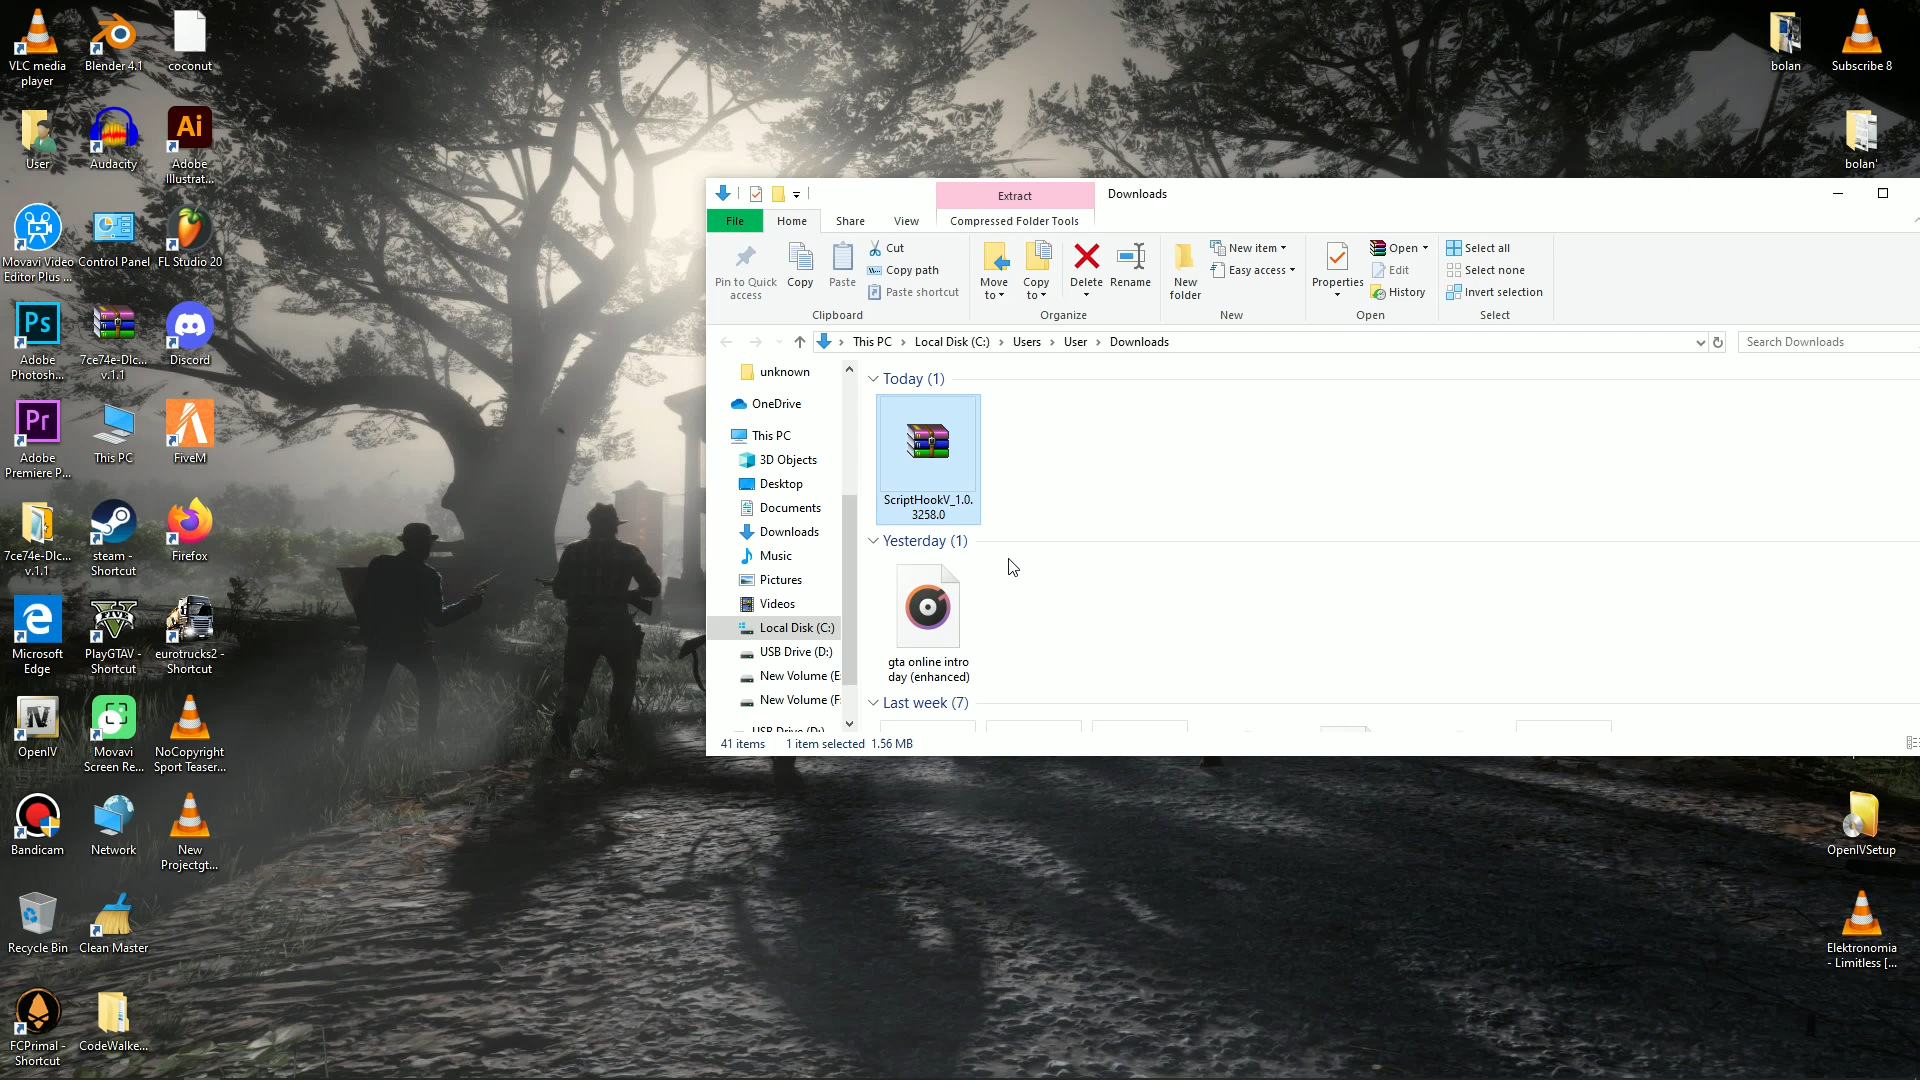 VLC media
player
Blender 4.1
coconut
User
Audacity
Ai
Adobe
Illustrat...
Movavi Video
Editor Plus ...
Control Panel
FL Studio 20
Ps
Adobe
Photosh...
7ce74e-Dlc...
v.1.1
Discord
Pr
Adobe
Premiere P...
This PC
FiveM
7ce74e-Dlc...
v.1.1
steam -
Shortcut
Firefox
Microsoft
Edge
FIVE
PlayGTAV -
Shortcut
eurotrucks2 -
Shortcut
OpenIV
Movavi
Screen Re...
NoCopyright
Sport Teaser...
Bandicam
Network
New
Projectgt...
Recycle Bin
Clean Master
FCPrimal -
Shortcut
CodeWalke...
bolan
Subscribe 8
bolan'
OpenIVSetup
Elektronomia
- Limitless [...
Extract
Downloads
File
Home
Share
View
Compressed Folder Tools
Pin to Quick
access
Copy
Paste
Cut
Copy path
Paste shortcut
Clipboard
Move
to
Copy
to
Delete
Rename
Organize
New
folder
New item
Easy access
New
Properties
Open
Edit
History
Open
Select all
Select none
Invert selection
Select
This PC
Local Disk (C:)
Users
User
Downloads
Search Downloads
unknown
OneDrive
This PC
3D Objects
Desktop
Documents
Downloads
Music
Pictures
Videos
Local Disk (C:)
USB Drive (D:)
New Volume (E
New Volume (F
USB Drive (D:)
Today (1)
ScriptHookV_1.0.
3258.0
Yesterday (1)
gta online intro
day (enhanced)
Last week (7)
41 items
1 item selected 1.56 MB